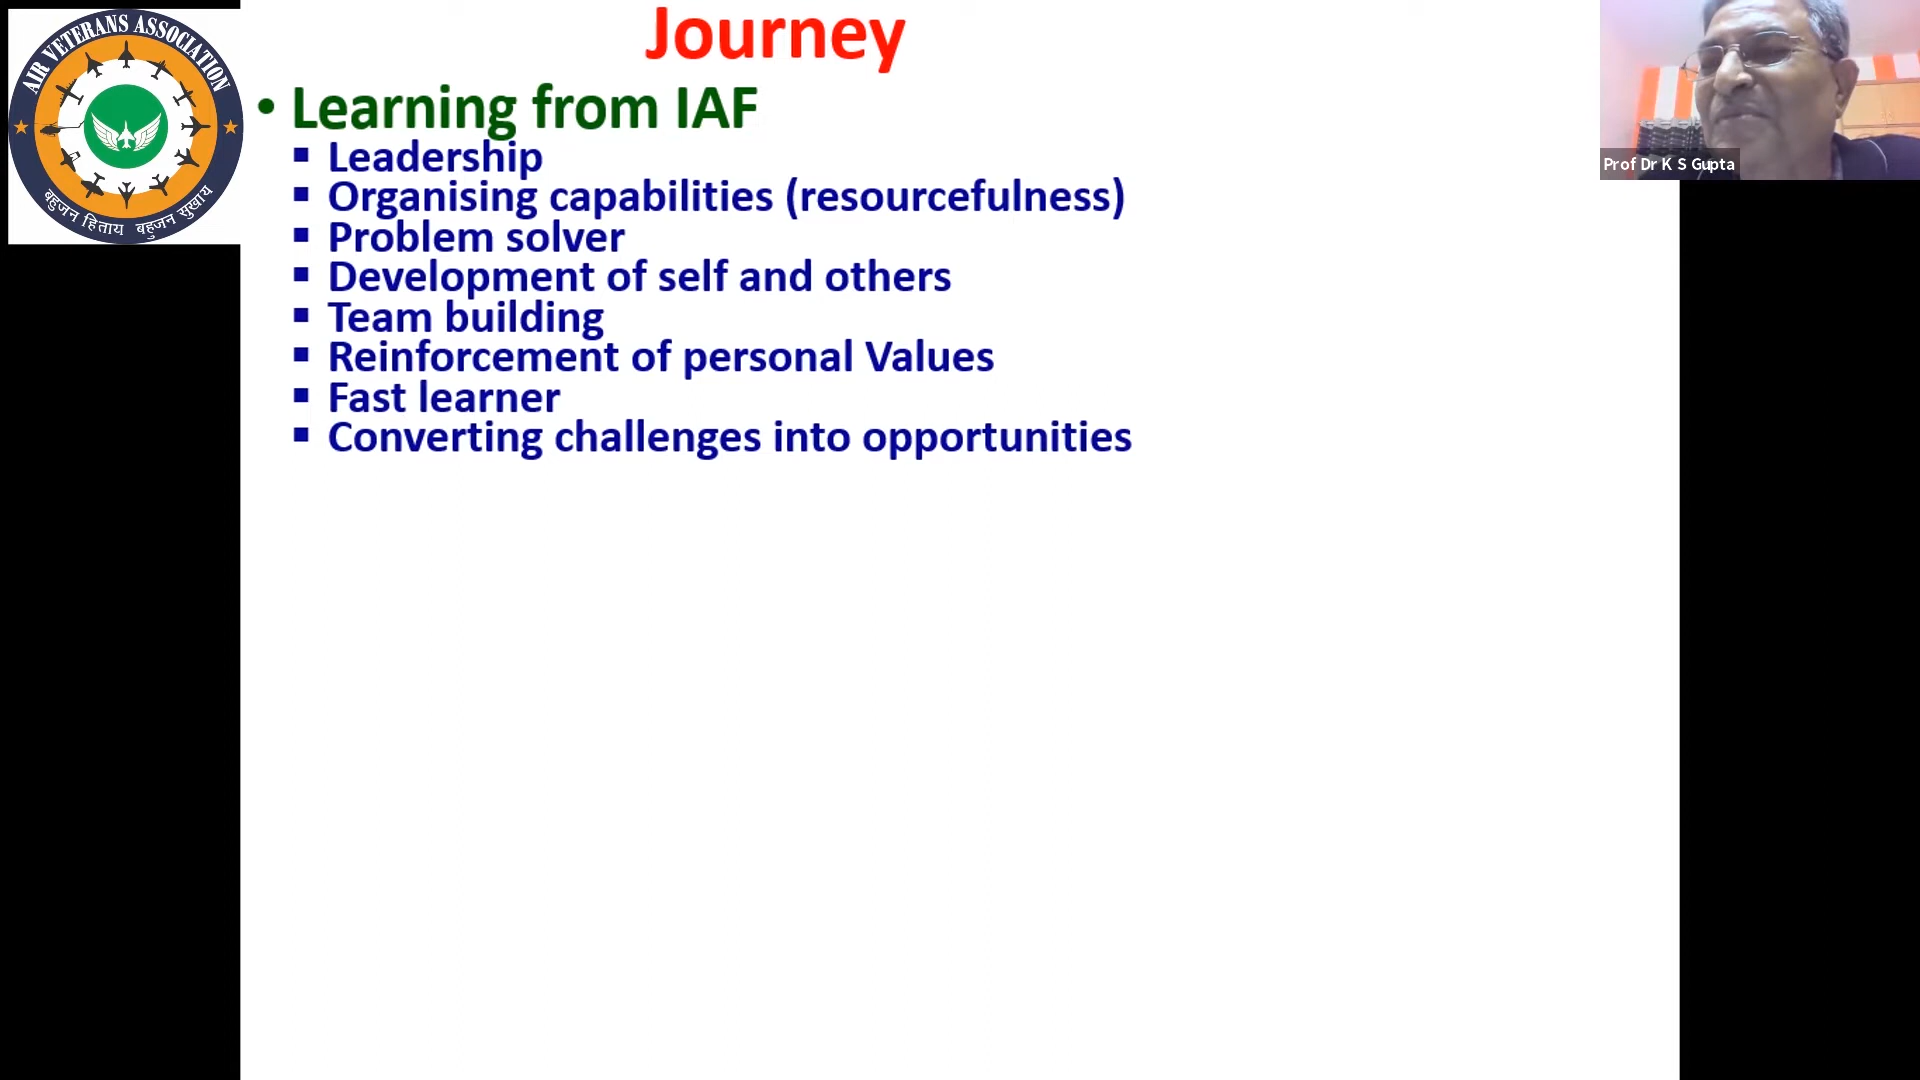 AIR VETERANS ASSOCIATION
बहुजन हिताय बहुजन सुखाय
Journey
• Learning from IAF
▪ Leadership
▪ Organising capabilities (resourcefulness)
▪ Problem solver
▪ Development of self and others
▪ Team building
▪ Reinforcement of personal Values
▪ Fast learner
▪ Converting challenges into opportunities
Prof Dr K S Gupta